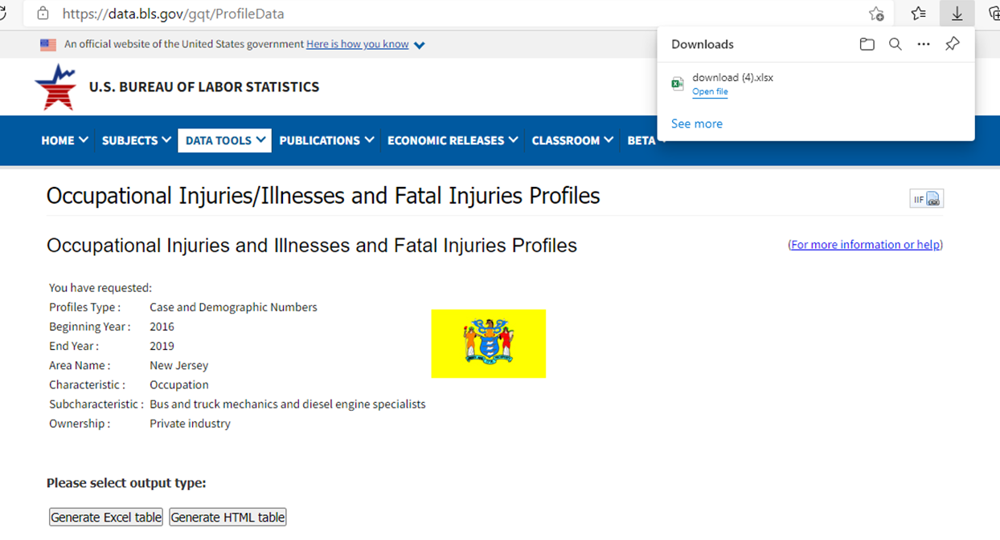 https://data.bls.gov/gqt/ProfileData
An official website of the United States government Here is how you know
Downloads
download (4).xlsx
Open file
See more
U.S. BUREAU OF LABOR STATISTICS
HOME SUBJECTS DATA TOOLS PUBLICATIONS ECONOMIC RELEASES CLASSROOM BETA
Occupational Injuries/Illnesses and Fatal Injuries Profiles
IIF
Occupational Injuries and Illnesses and Fatal Injuries Profiles
(For more information or help)
You have requested:
Profiles Type : Case and Demographic Numbers
Beginning Year : 2016
End Year : 2019
Area Name : New Jersey
Characteristic : Occupation
Subcharacteristic : Bus and truck mechanics and diesel engine specialists
Ownership : Private industry
Please select output type:
Generate Excel table Generate HTML table